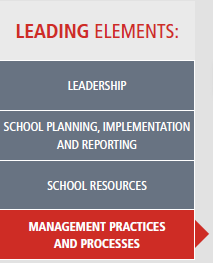 LEADING ELEMENTS:
LEADERSHIP
SCHOOL PLANNING, IMPLEMENTATION
AND REPORTING
SCHOOL RESOURCES
MANAGEMENT PRACTICES
AND PROCESSES